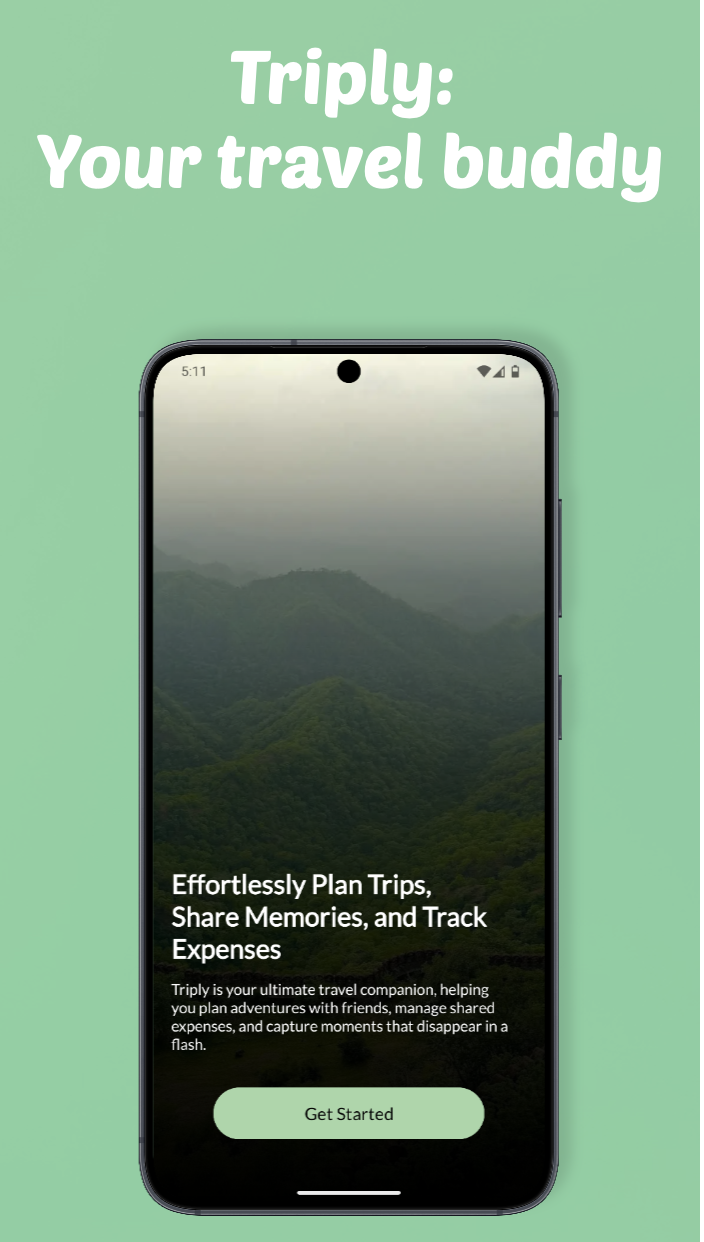 Triply:
Your travel buddy
5:11
Effortlessly Plan Trips,
Share Memories, and Track
Expenses
Triply is your ultimate travel companion, helping
you plan adventures with friends, manage shared
expenses, and capture moments that disappear in a
flash.
Get Started